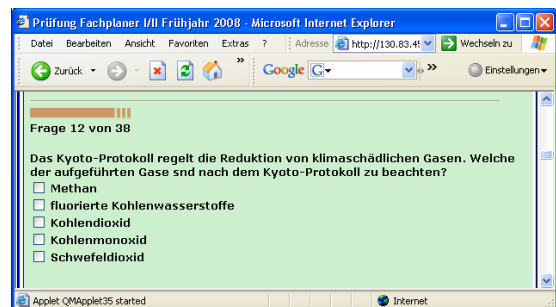 Prüfung Fachplaner I/II Frühjahr 2008 - Microsoft Internet Explorer
Datei Bearbeiten Ansicht Favoriten Extras ? Adresse http://130.83.45 Wechseln zu
Zurück » Google G » Einstellungen
Frage 12 von 38
Das Kyoto-Protokoll regelt die Reduktion von klimaschädlichen Gasen. Welche
der aufgeführten Gase snd nach dem Kyoto-Protokoll zu beachten?
Methan
fluorierte Kohlenwasserstoffe
Kohlendioxid
Kohlenmonoxid
Schwefeldioxid
Applet QMApplet35 started Internet